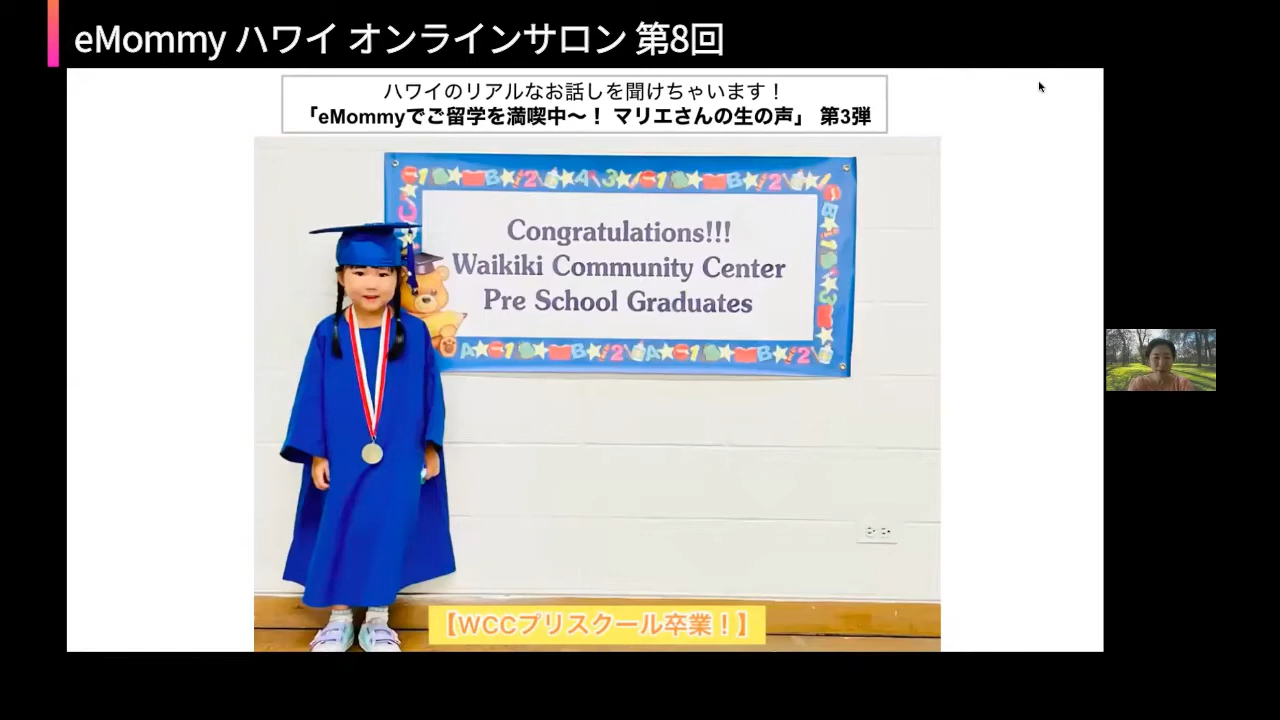 eMommy ハワイ オンラインサロン 第8回
ハワイのリアルなお話しを聞けちゃいます！
「eMommyでご留学を満喫中〜！ マリエさんの生の声」 第3弾
Congratulations!!!
Waikiki Community Center
Pre School Graduates
【WCCプリスクール卒業！】